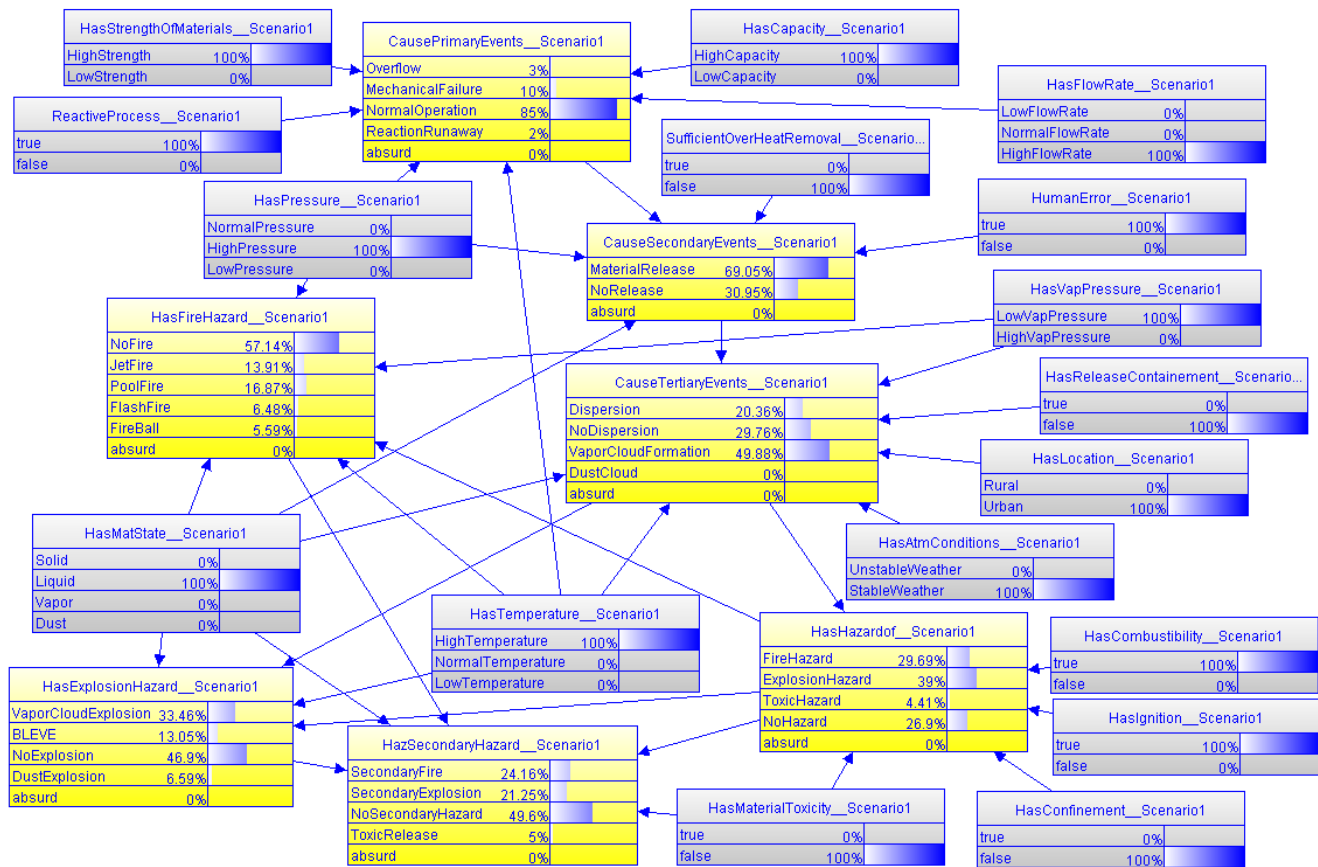 HasStrengthOfMaterials__Scenario1
HighStrength 100%
LowStrength 0%
CausePrimaryEvents__Scenario1
Overflow 3%
MechanicalFailure 10%
NormalOperation 85%
ReactionRunaway 2%
absurd 0%
HasCapacity__Scenario1
HighCapacity 100%
LowCapacity 0%
HasFlowRate__Scenario1
LowFlowRate 0%
NormalFlowRate 0%
HighFlowRate 100%
ReactiveProcess__Scenario1
true 100%
false 0%
SufficientOverHeatRemoval__Scenario...
true 0%
false 100%
HasPressure__Scenario1
NormalPressure 0%
HighPressure 100%
LowPressure 0%
HumanError__Scenario1
true 100%
false 0%
CauseSecondaryEvents__Scenario1
MaterialRelease 69.05%
NoRelease 30.95%
absurd 0%
HasVapPressure__Scenario1
LowVapPressure 100%
HighVapPressure 0%
HasFireHazard__Scenario1
NoFire 57.14%
JetFire 13.91%
PoolFire 16.87%
FlashFire 6.48%
FireBall 5.59%
absurd 0%
CauseTertiaryEvents__Scenario1
Dispersion 20.36%
NoDispersion 29.76%
VaporCloudFormation 49.88%
DustCloud 0%
absurd 0%
HasReleaseContainement__Scenario...
true 0%
false 100%
HasLocation__Scenario1
Rural 0%
Urban 100%
HasMatState__Scenario1
Solid 0%
Liquid 100%
Vapor 0%
Dust 0%
HasAtmConditions__Scenario1
UnstableWeather 0%
StableWeather 100%
HasTemperature__Scenario1
HighTemperature 100%
NormalTemperature 0%
LowTemperature 0%
HasHazardof__Scenario1
FireHazard 29.69%
ExplosionHazard 39%
ToxicHazard 4.41%
NoHazard 26.9%
absurd 0%
HasCombustibility__Scenario1
true 100%
false 0%
HasExplosionHazard__Scenario1
VaporCloudExplosion 33.46%
BLEVE 13.05%
NoExplosion 46.9%
DustExplosion 6.59%
absurd 0%
HasIgnition__Scenario1
true 100%
false 0%
HazSecondaryHazard__Scenario1
SecondaryFire 24.16%
SecondaryExplosion 21.25%
NoSecondaryHazard 49.6%
ToxicRelease 5%
absurd 0%
HasMaterialToxicity__Scenario1
true 0%
false 100%
HasConfinement__Scenario1
true 0%
false 100%